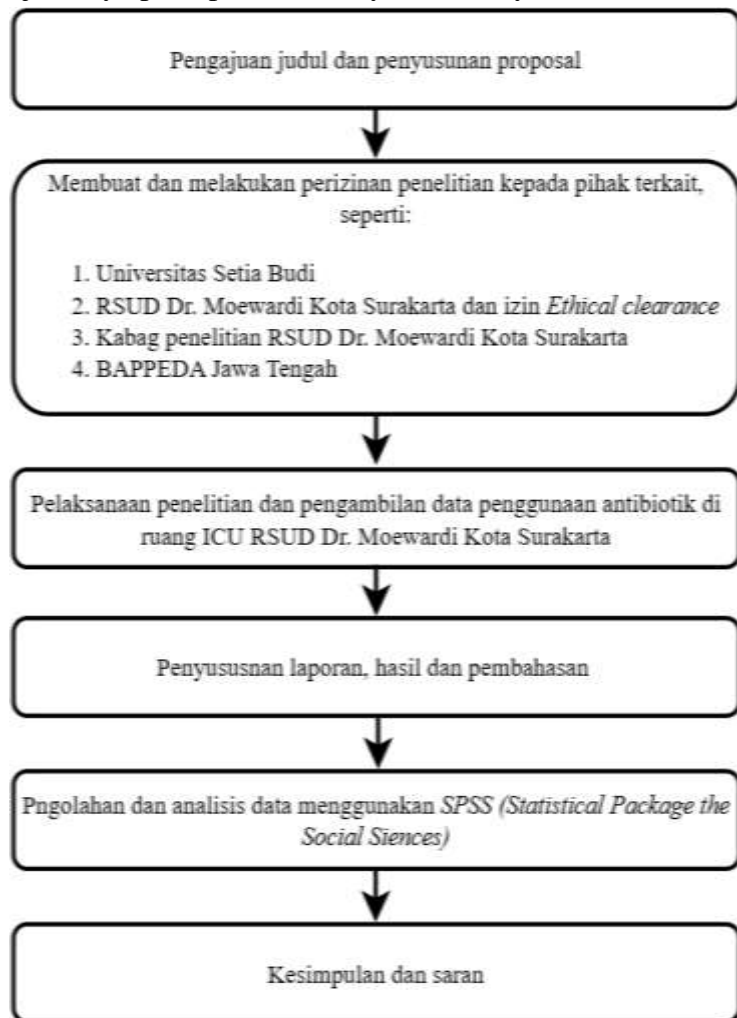 Pengajuan judul dan penyusunan proposal
Membuat dan melakukan perizinan penelitian kepada pihak terkait,
seperti:
1. Universitas Setia Budi
2. RSUD Dr. Moewardi Kota Surakarta dan izin Ethical clearance
3. Kabag penelitian RSUD Dr. Moewardi Kota Surakarta
4. BAPPEDA Jawa Tengah
Pelaksanaan penelitian dan pengambilan data penggunaan antibiotik di
ruang ICU RSUD Dr. Moewardi Kota Surakarta
Penyususnan laporan, hasil dan pembahasan
Pngolahan dan analisis data menggunakan SPSS (Statistical Package the
Social Siences)
Kesimpulan dan saran